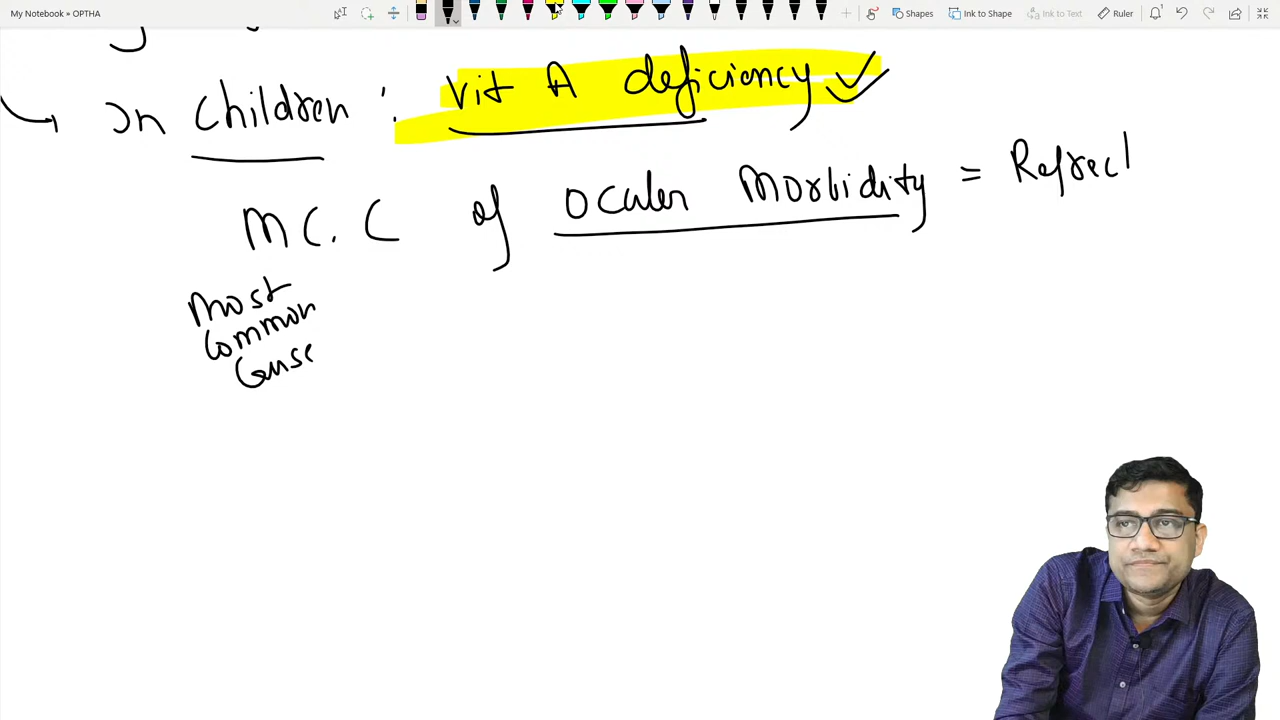 My Notebook » OPTHA
Shapes Ink to Shape Ink to Text Ruler
In children : Vit A deficiency
M C. C of Ocular Morbidity = Refract
Most
Common
Cause